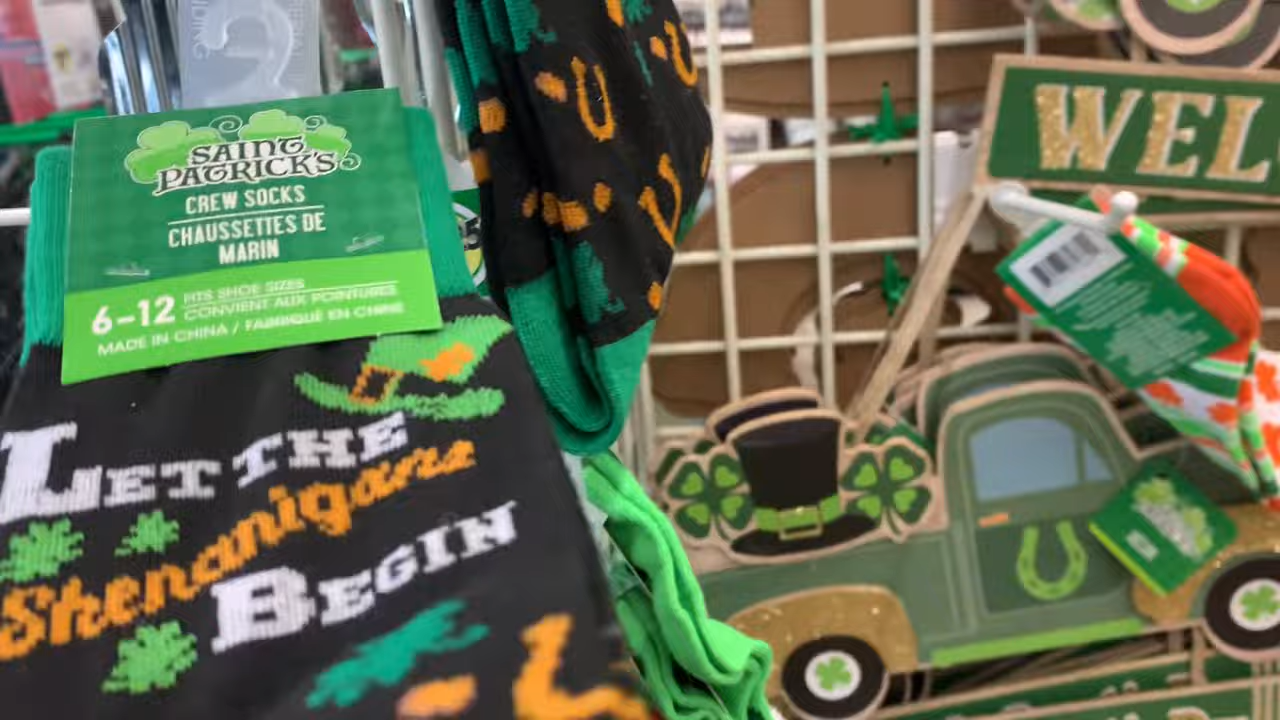 SAINT
PATRICK'S
CREW SOCKS
CHAUSSETTES DE
MARIN
6-12 FITS SHOE SIZES
CONVIENT AUX POINTURES
MADE IN CHINA / FABRIQUÉ EN CHINE
LET THE
Shenanigans
BEGIN
WEL